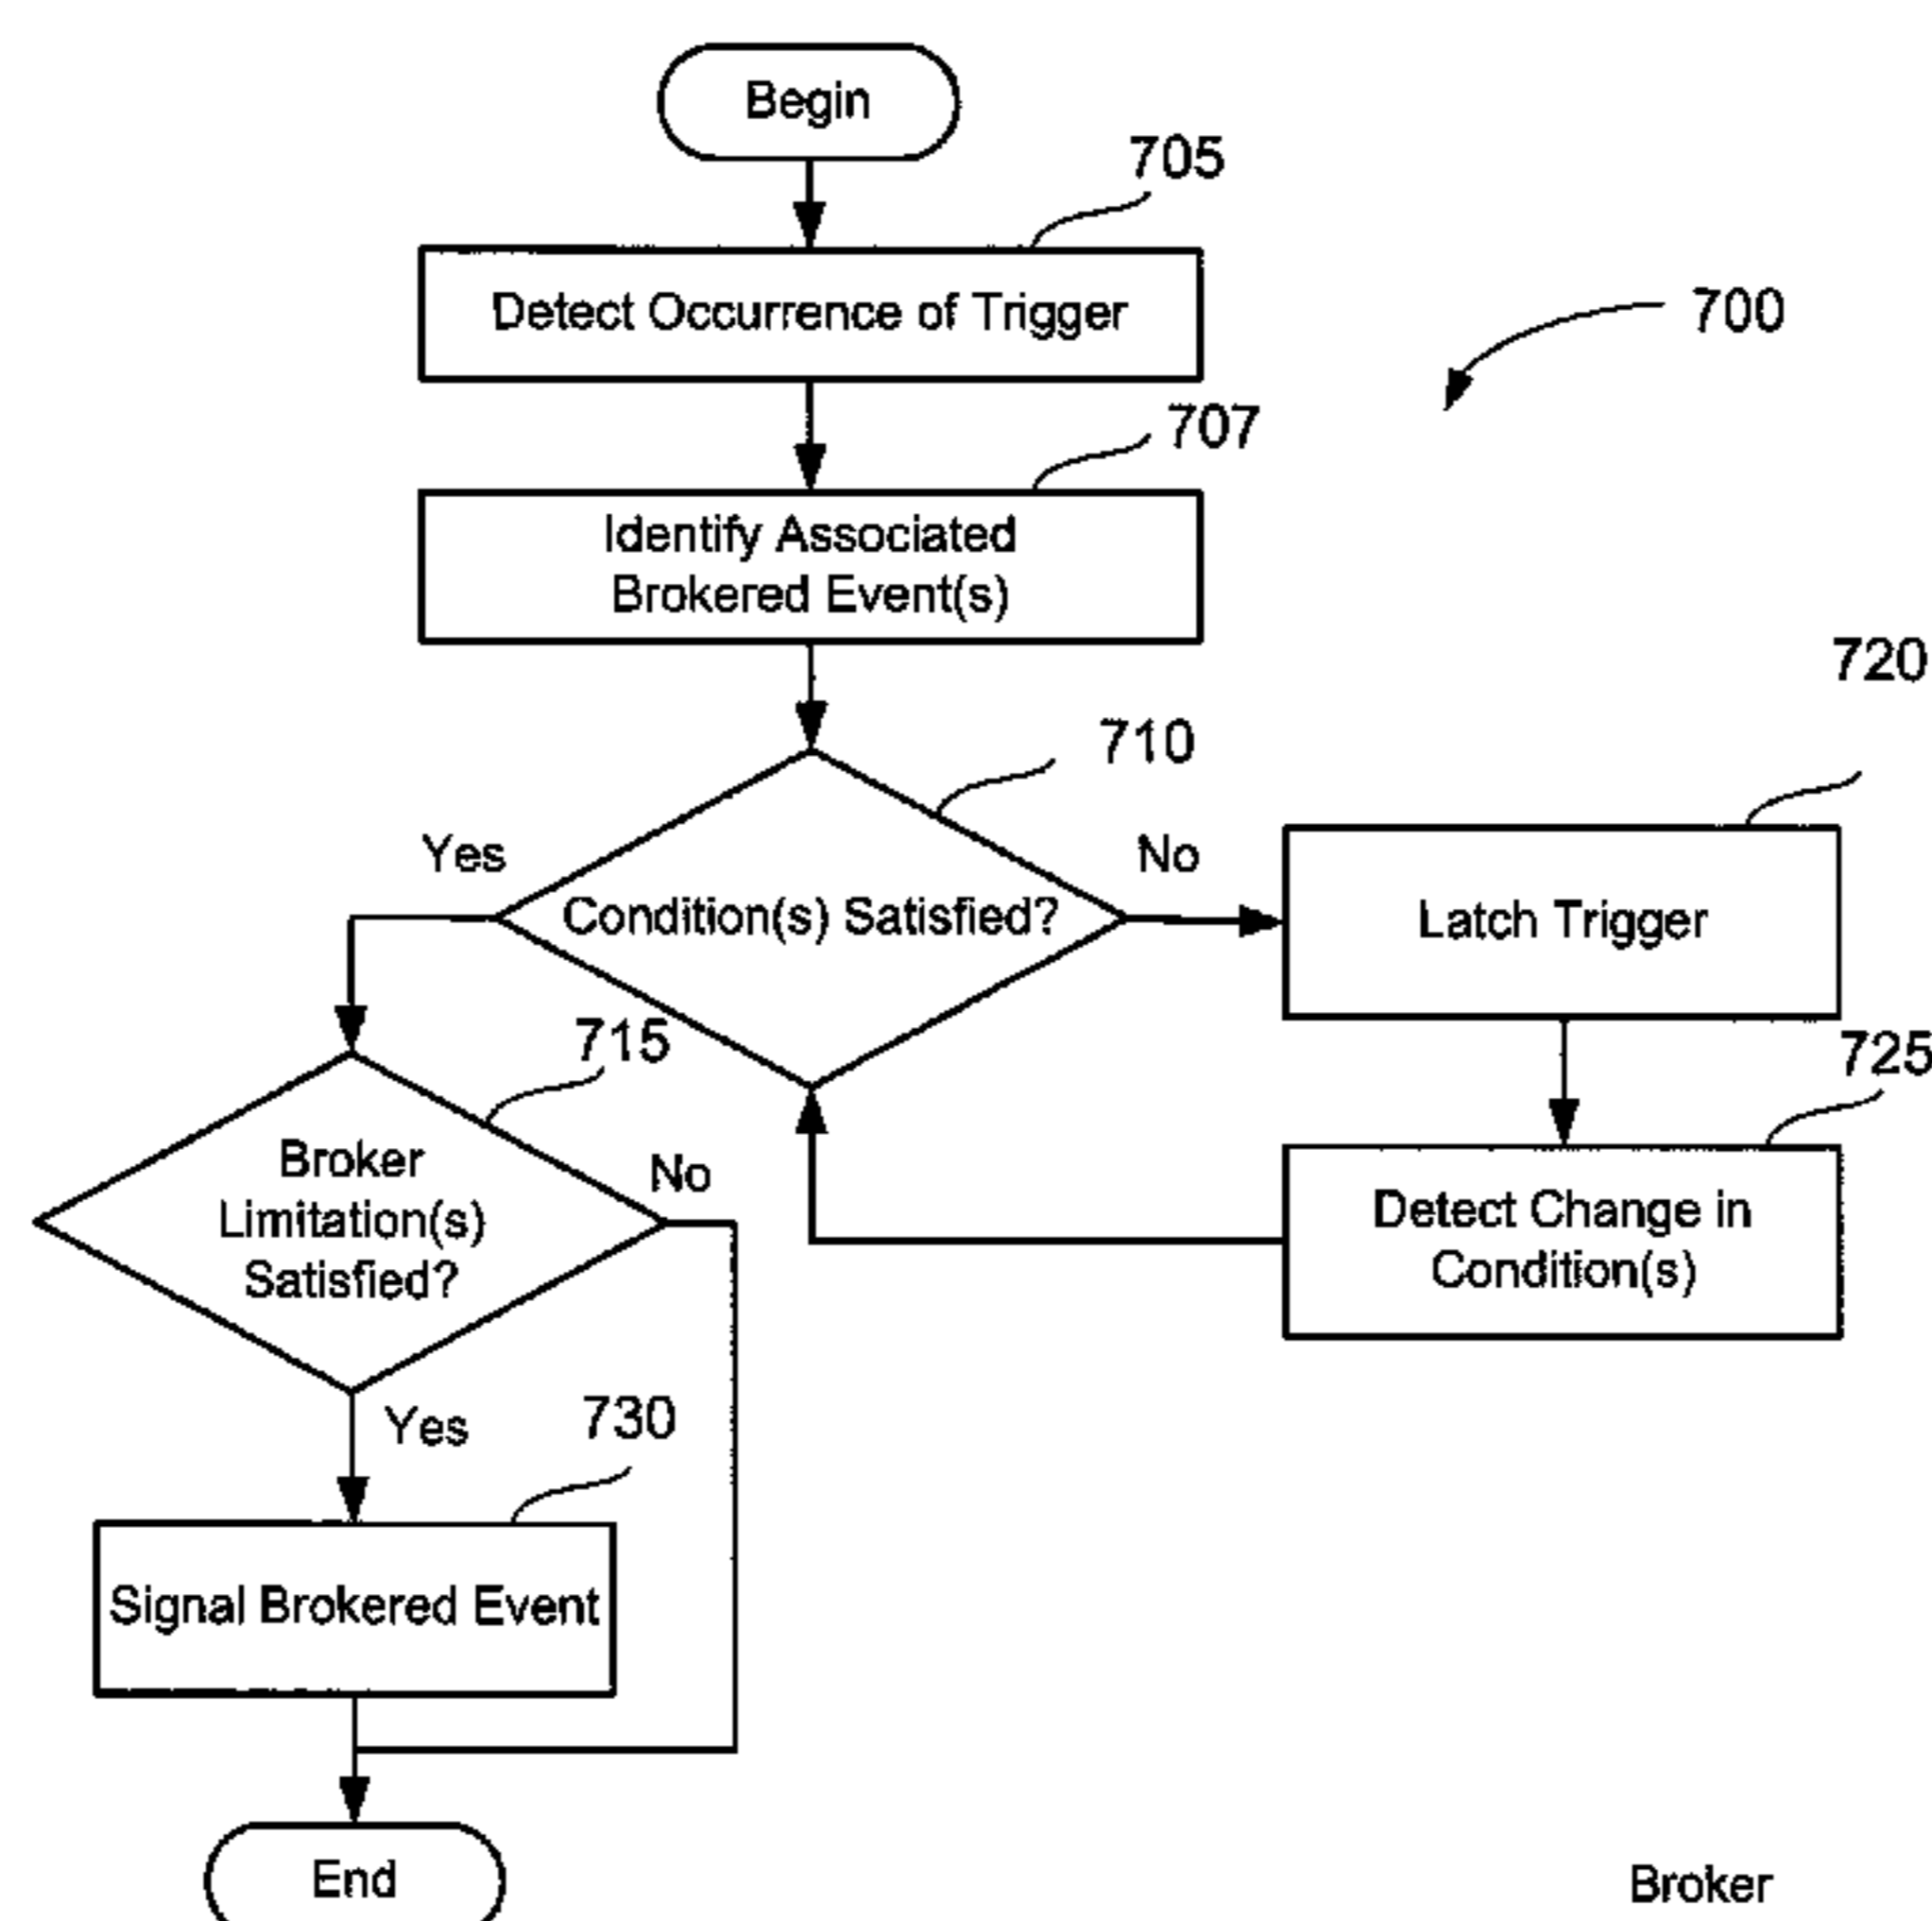 Begin
705
Detect Occurrence of Trigger
700
707
Identify Associated
Brokered Event(s)
720
710
Yes
No
Condition(s) Satisfied?
Latch Trigger
715
725
Broker
Limitation(s)
Satisfied?
No
Detect Change in
Condition(s)
Yes
730
Signal Brokered Event
End
Broker